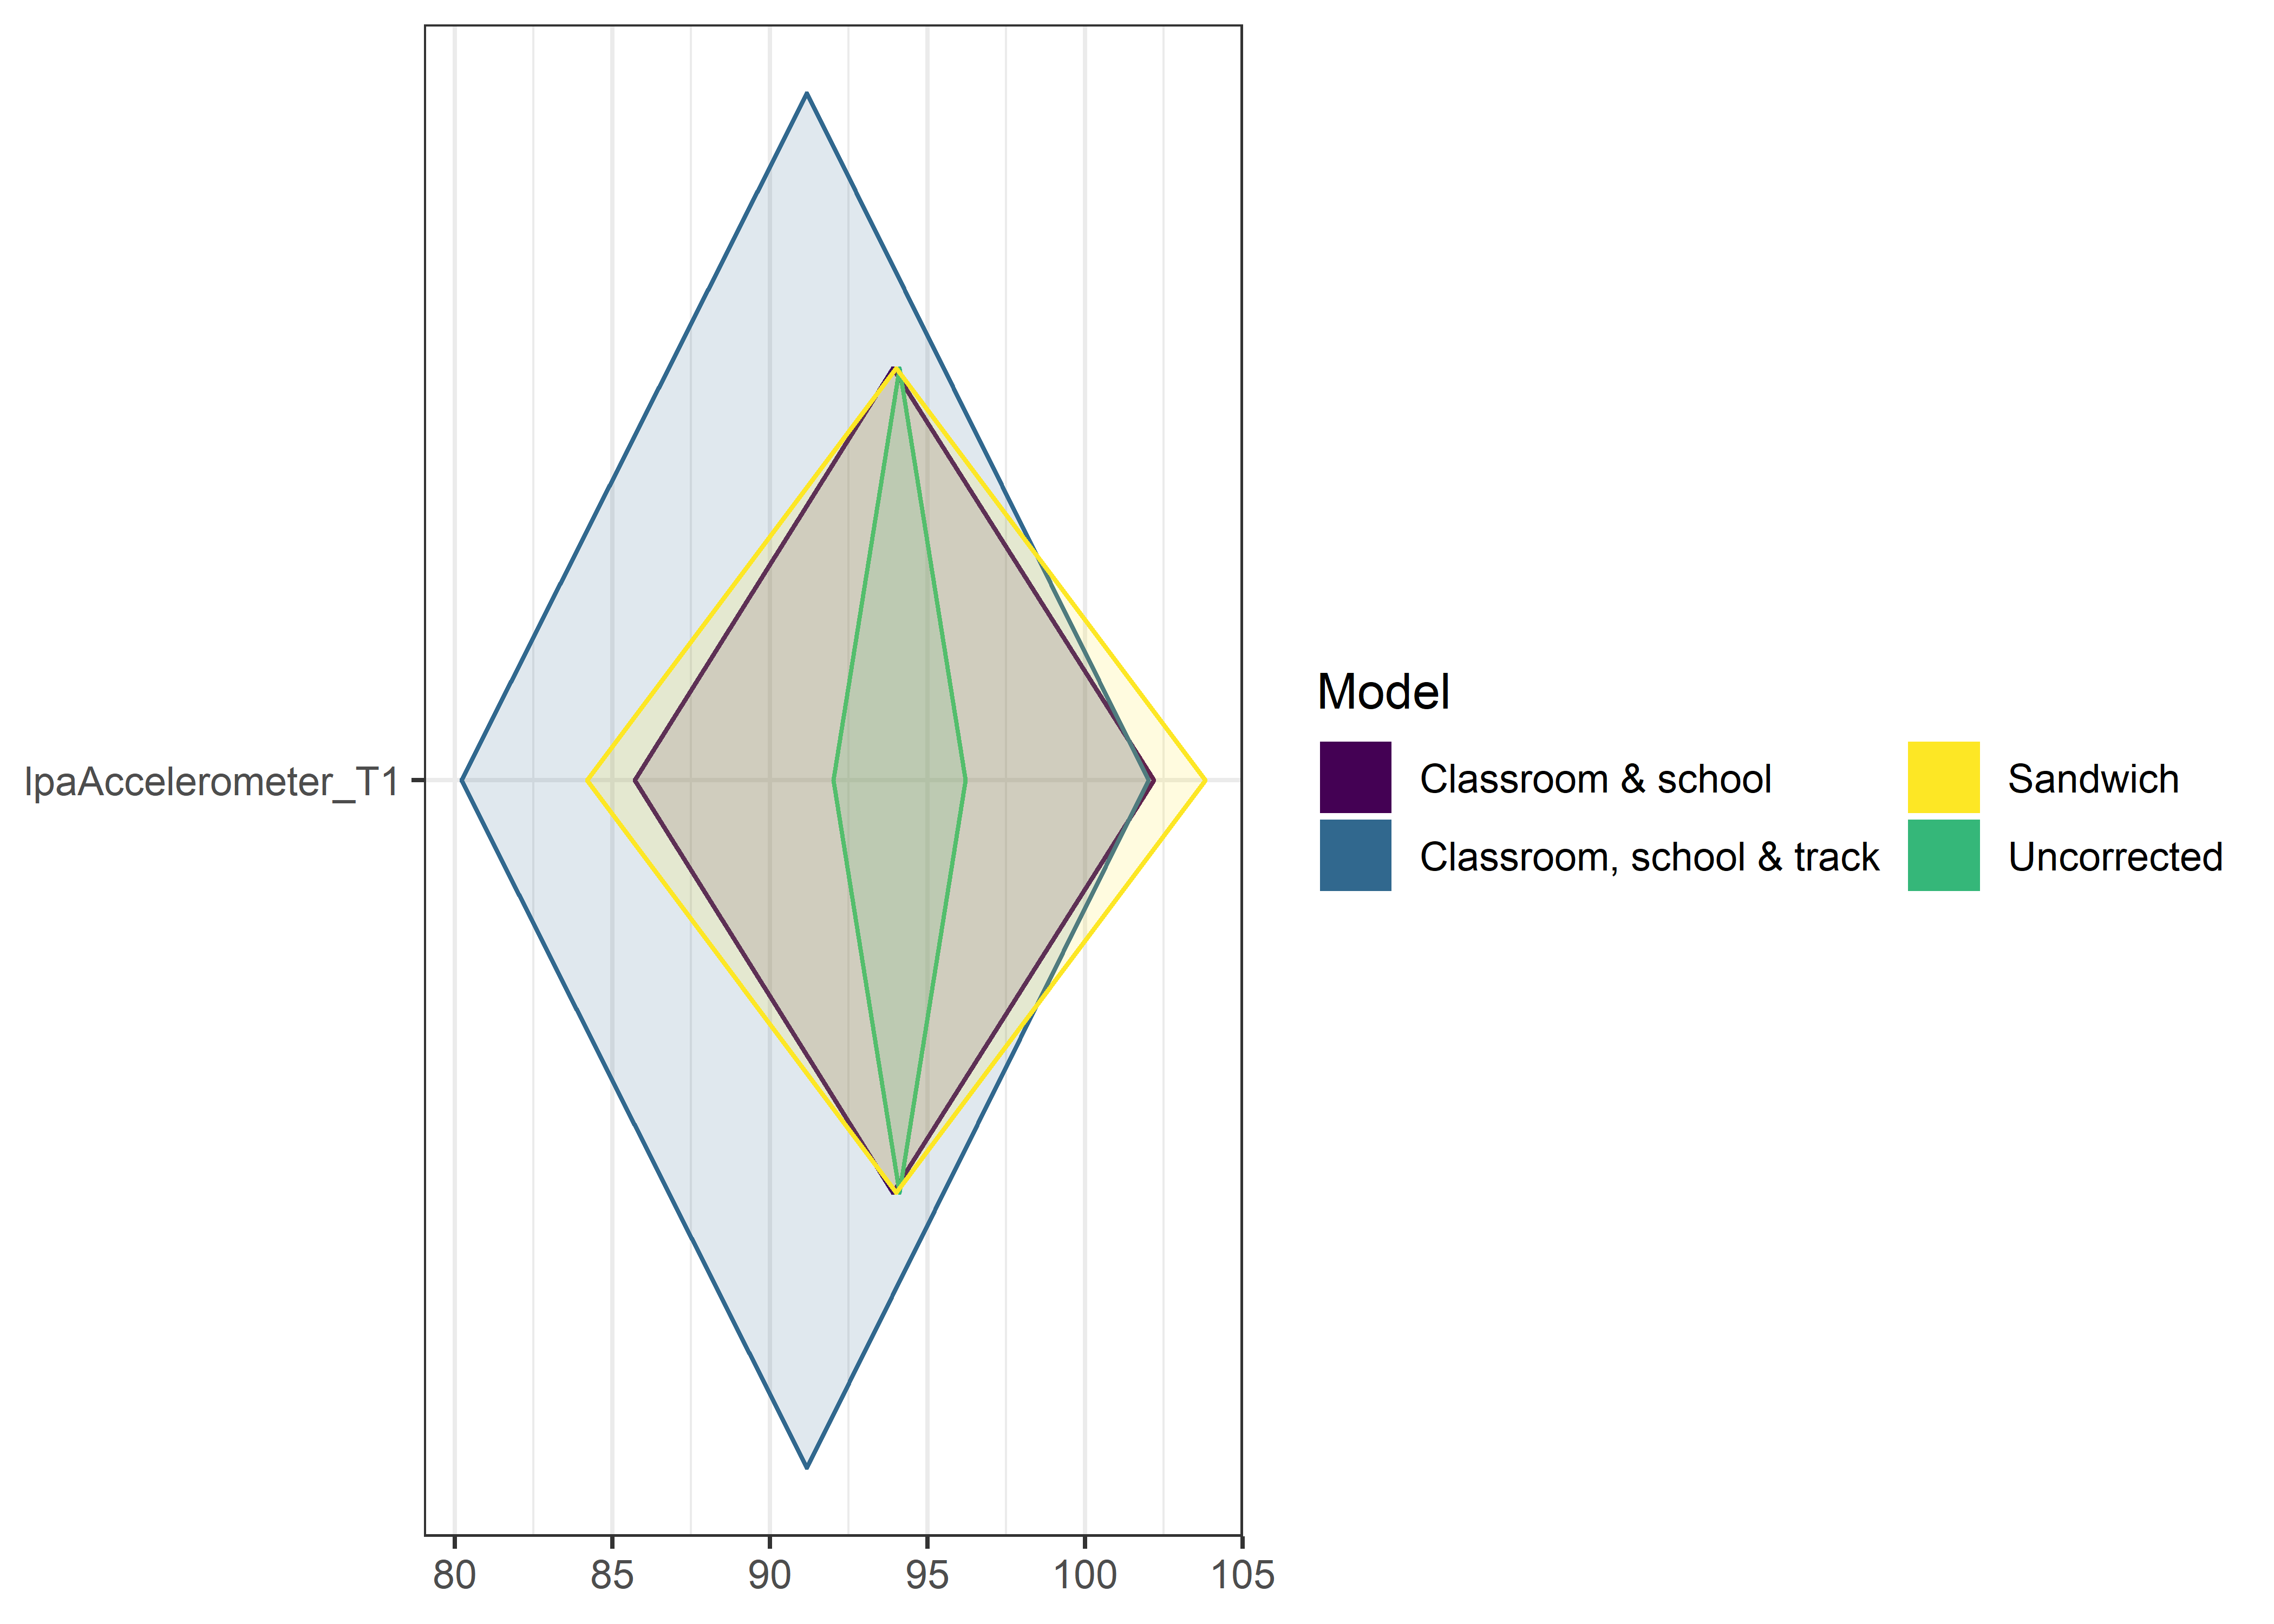 lpaAccelerometer_T1
80 85 90 95 100 105
Model
Classroom & school
Classroom, school & track
Sandwich
Uncorrected